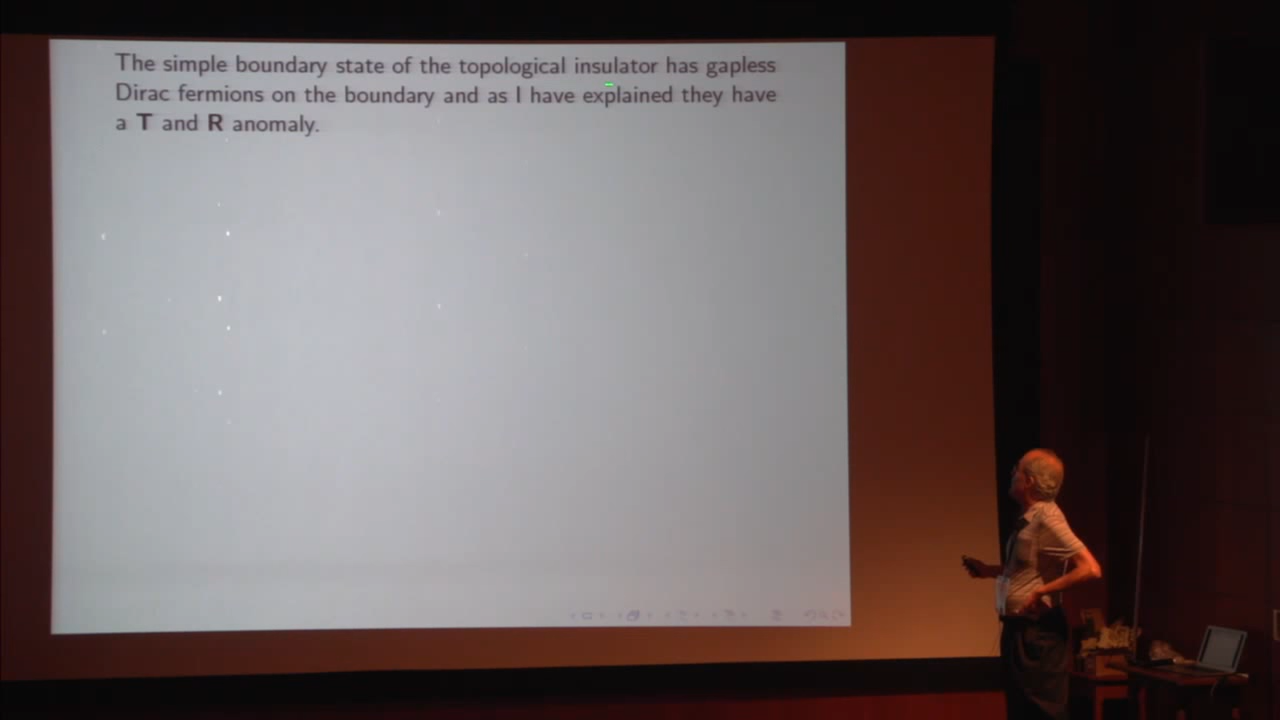 The simple boundary state of the topological insulator has gapless
Dirac fermions on the boundary and as I have explained they have
a T and R anomaly.